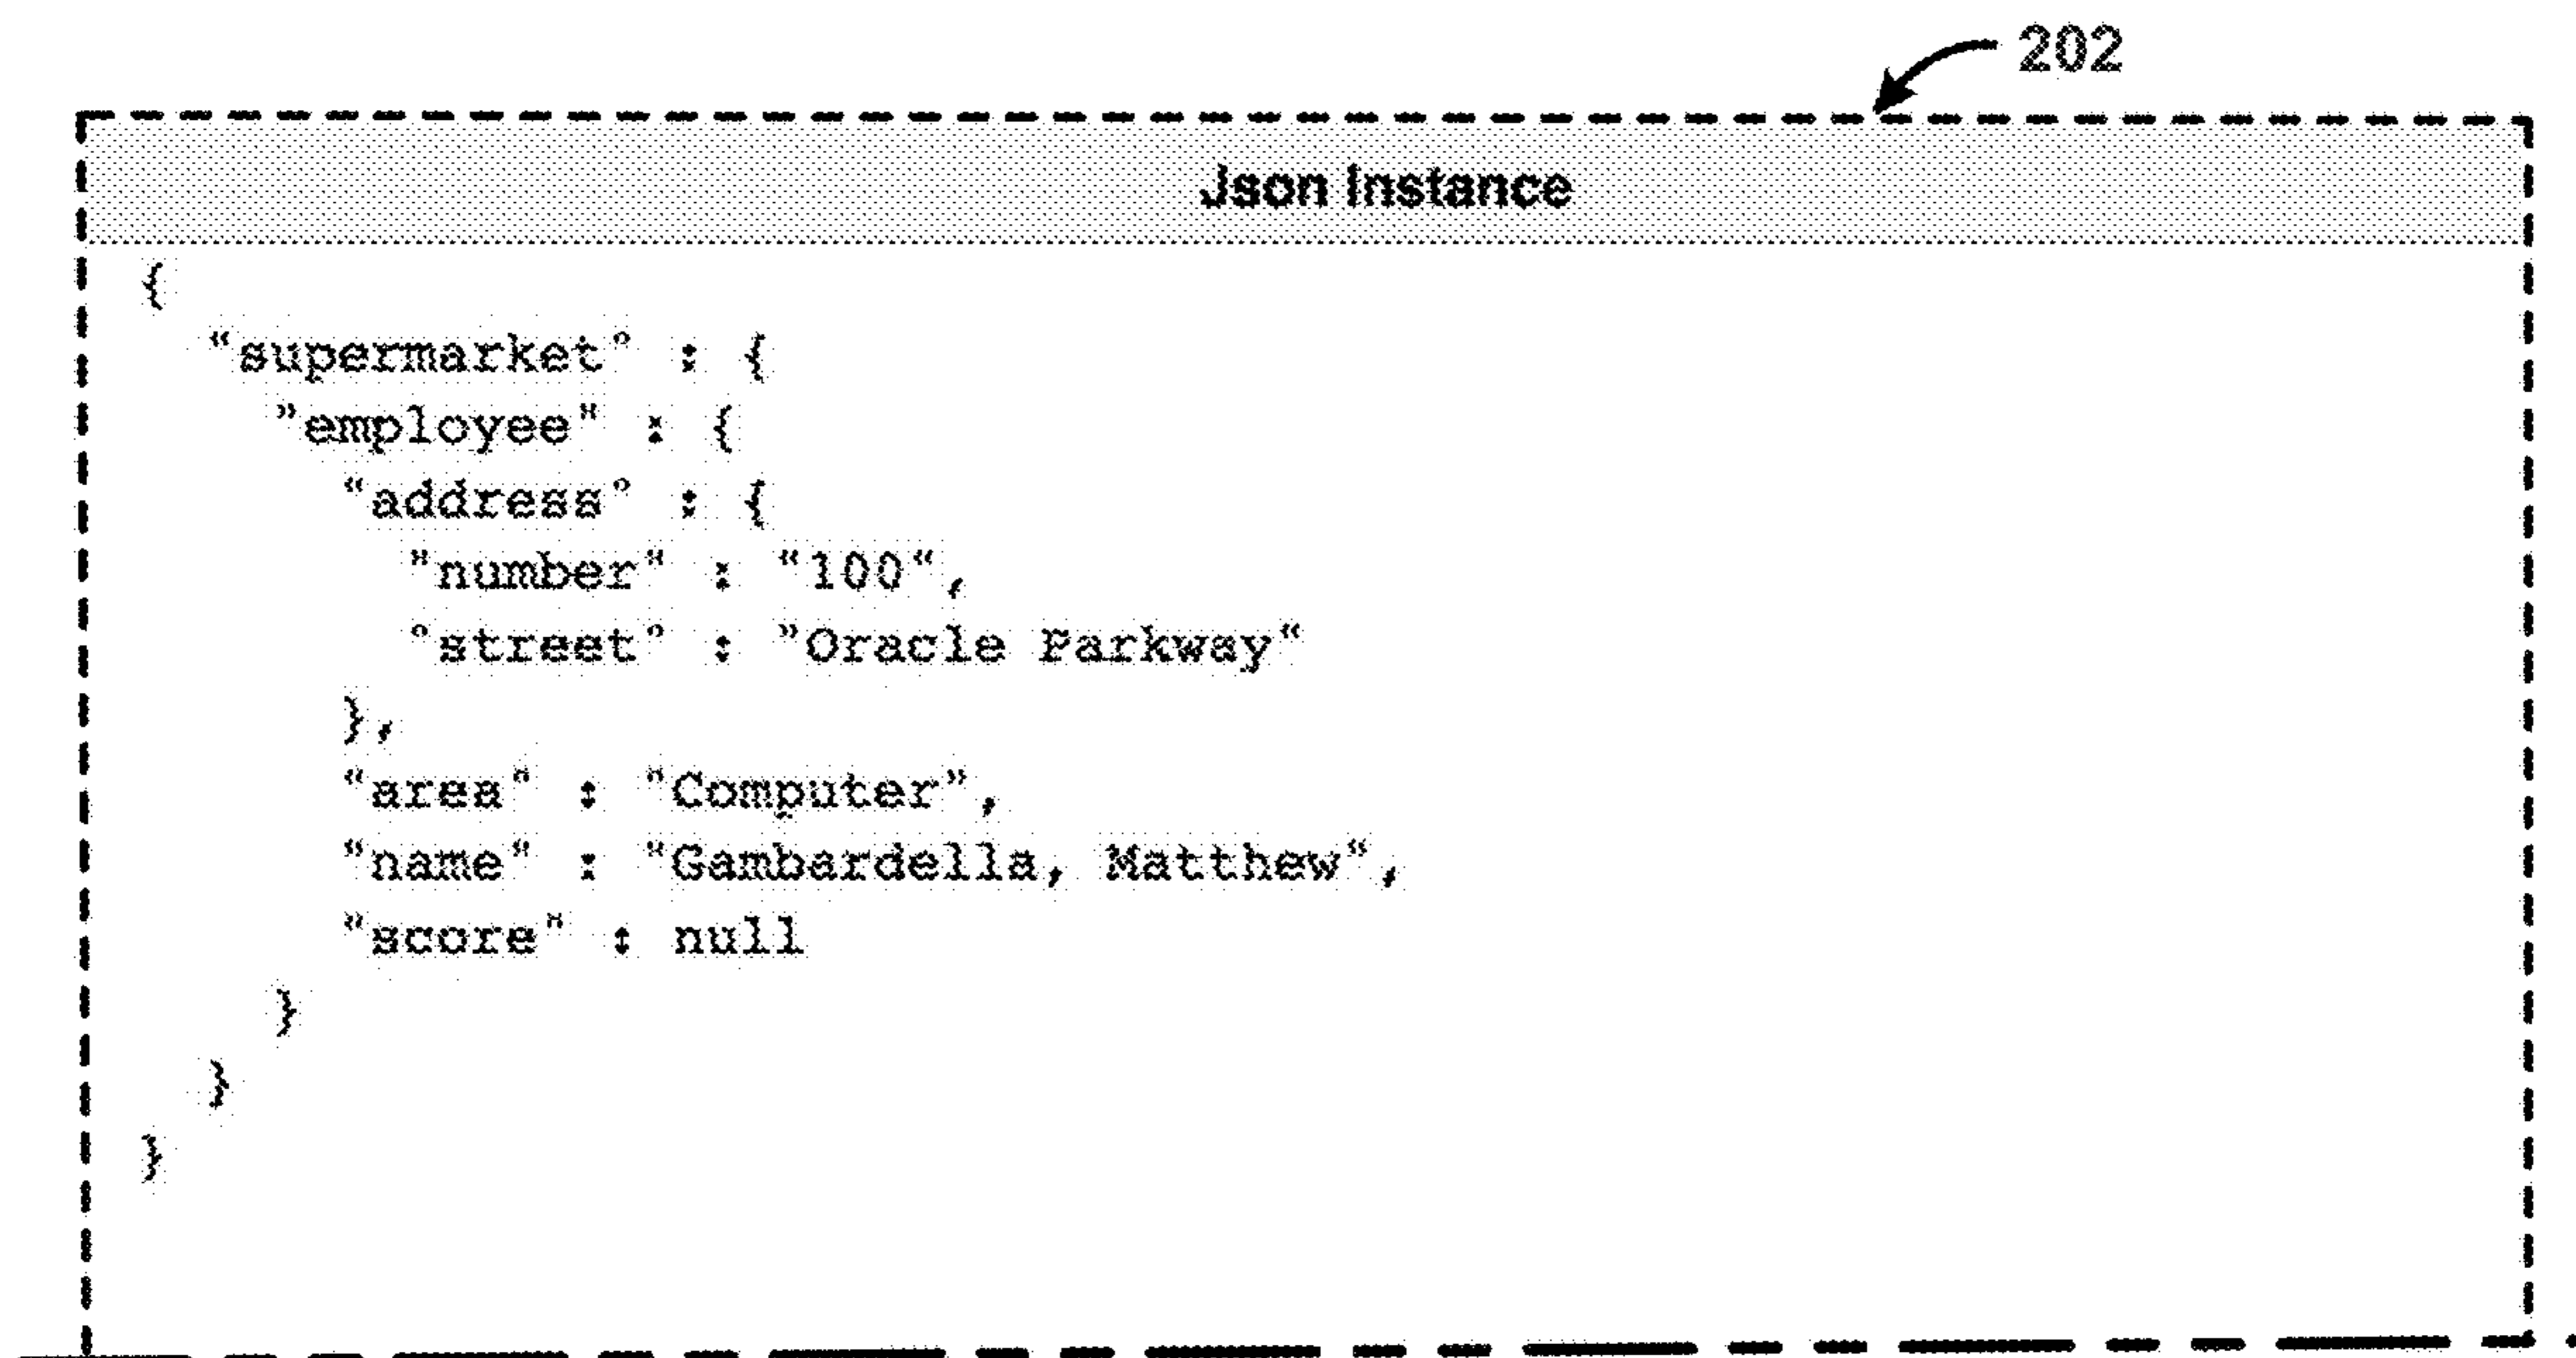 202
Json Instance
{
"supermarket" : {
"employee" : {
"address" : {
"number" : "100",
"street" : "Oracle Parkway"
},
"area" : "Computer",
"name" : "Gambardella, Matthew",
"score" : null
}
}
}